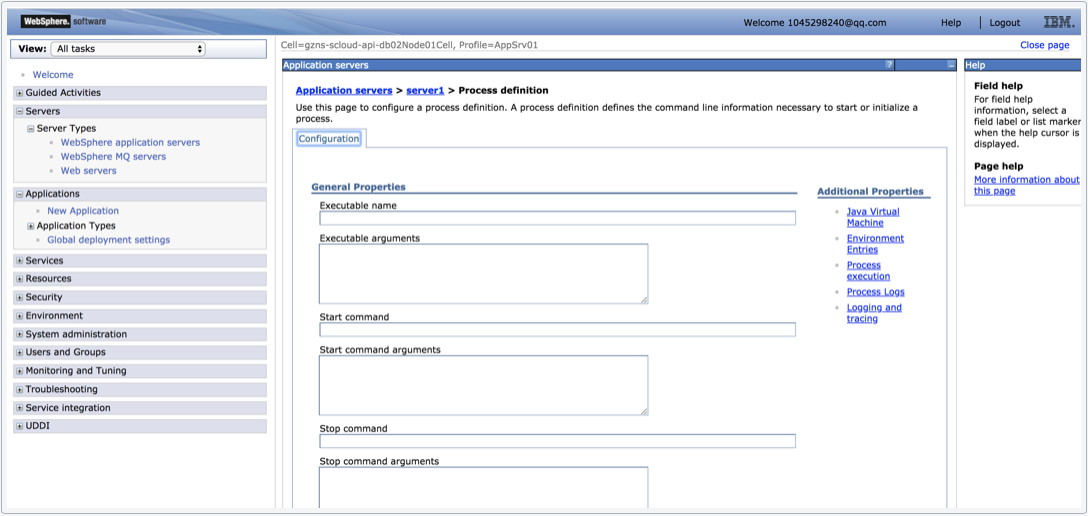 WebSphere. software
Welcome 1045298240@qq.com
Help
Logout
IBM.
View: All tasks
Cell=gzns-scloud-api-db02Node01Cell, Profile=AppSrv01
Close page
Welcome
Guided Activities
Servers
Server Types
WebSphere application servers
WebSphere MQ servers
Web servers
Applications
New Application
Application Types
Global deployment settings
Services
Resources
Security
Environment
System administration
Users and Groups
Monitoring and Tuning
Troubleshooting
Service integration
UDDI
Application servers
?
Application servers > server1 > Process definition
Use this page to configure a process definition. A process definition defines the command line information necessary to start or initialize a
process.
Configuration
General Properties
Executable name
Executable arguments
Start command
Start command arguments
Stop command
Stop command arguments
Additional Properties
Java Virtual
Machine
Environment
Entries
Process
execution
Process Logs
Logging and
tracing
Help
Field help
For field help
information, select a
field label or list marker
when the help cursor is
displayed.
Page help
More information about
this page